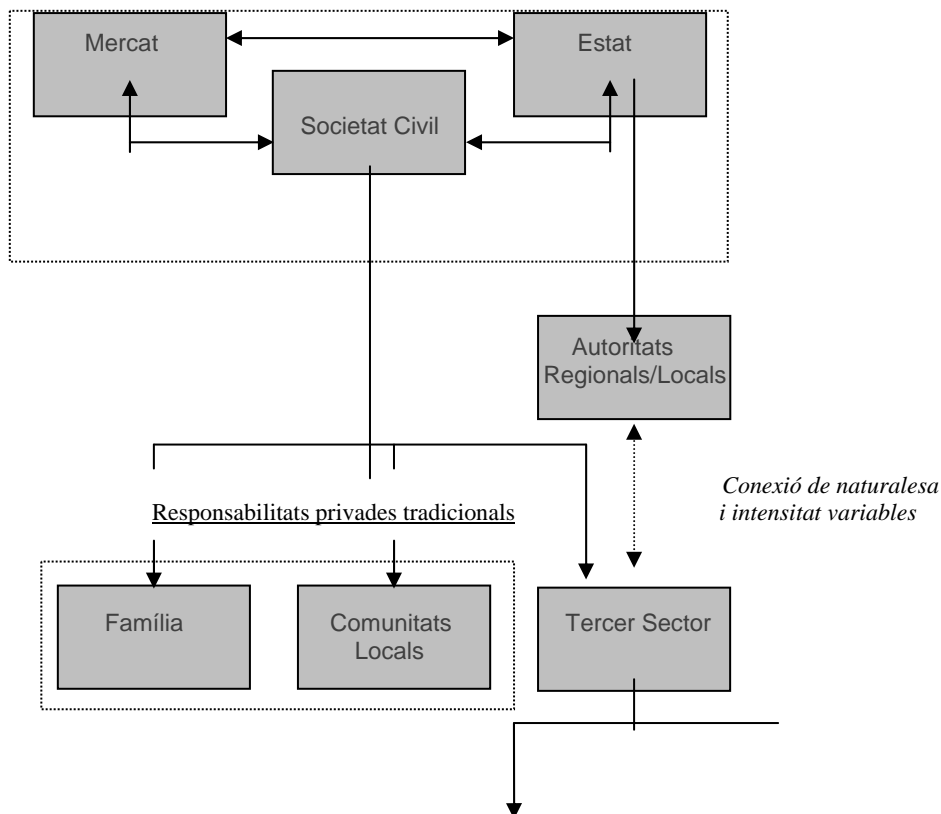 Mercat
Estat
Societat Civil
Autoritats
Regionals/Locals
Conexió de naturalesa
i intensitat variables
Responsabilitats privades tradicionals
Família
Comunitats
Locals
Tercer Sector